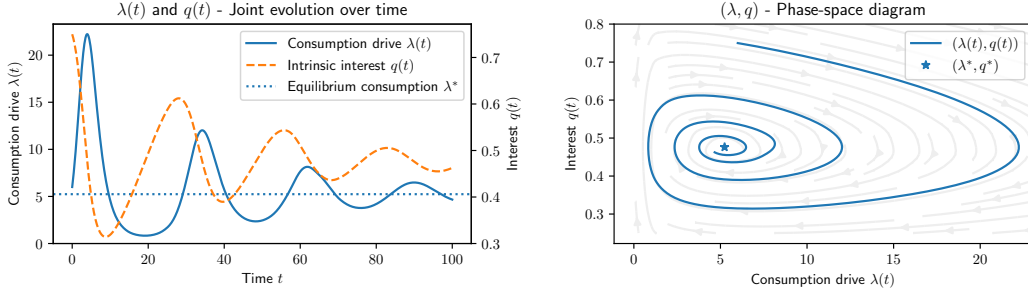 λ(t) and q(t) - Joint evolution over time
Consumption drive λ(t)
20
15
10
5
0
Consumption drive λ(t)
Intrinsic interest q(t)
Equilibrium consumption λ*
0.7
0.6
0.5
0.4
0.3
Interest q(t)
0 20 40 60 80 100
Time t
(λ, q) - Phase-space diagram
Interest q(t)
0.8
0.7
0.6
0.5
0.4
0.3
(λ(t), q(t))
(λ*, q*)
0 5 10 15 20
Consumption drive λ(t)